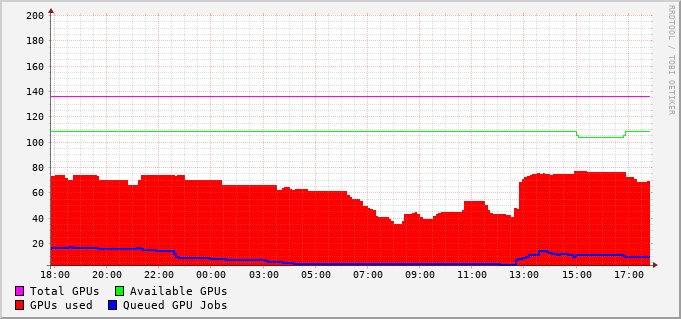 200
180
160
140
120
100
80
60
40
20
18:00 20:00 22:00 00:00 03:00 05:00 07:00 09:00 11:00 13:00 15:00 17:00
Total GPUs Available GPUs
GPUs used Queued GPU Jobs
RRDTOOL / TOBI OETIKER